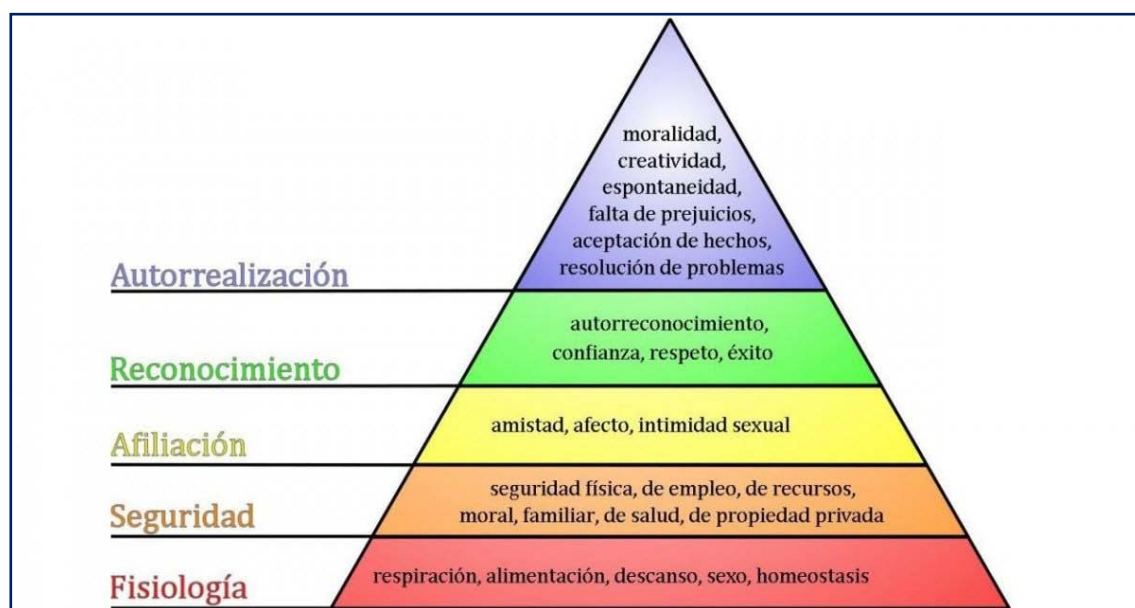 moralidad,
creatividad,
espontaneidad,
falta de prejuicios,
aceptación de hechos,
resolución de problemas
Autorrealización
autorreconocimiento,
confianza, respeto, éxito
Reconocimiento
amistad, afecto, intimidad sexual
Afiliación
seguridad física, de empleo, de recursos,
moral, familiar, de salud, de propiedad privada
Seguridad
respiración, alimentación, descanso, sexo, homeostasis
Fisiología